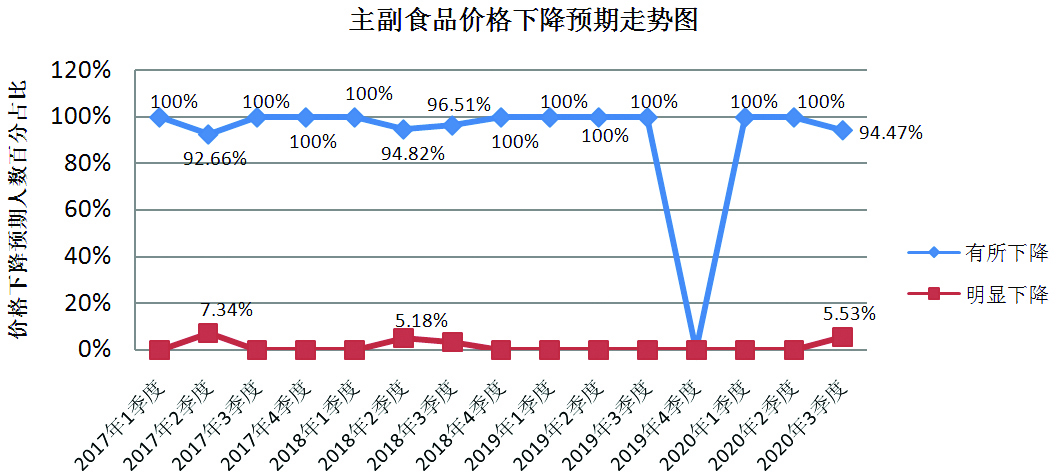 主副食品价格下降预期走势图
价格下降预期人数百分占比
120%
100%
80%
60%
40%
20%
0%
100%
92.66%
100%
100%
100%
94.82%
96.51%
100%
100%
100%
100%
100%
100%
94.47%
7.34%
5.18%
5.53%
有所下降
明显下降
2017年1季度
2017年2季度
2017年3季度
2017年4季度
2018年1季度
2018年2季度
2018年3季度
2018年4季度
2019年1季度
2019年2季度
2019年3季度
2019年4季度
2020年1季度
2020年2季度
2020年3季度